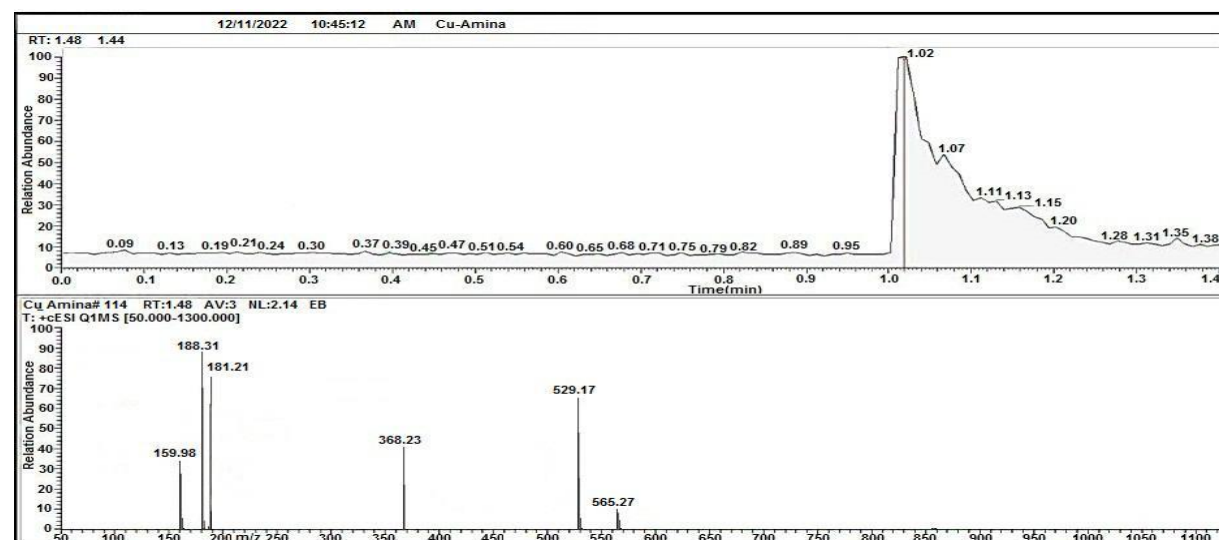 12/11/2022 10:45:12 AM Cu-Amina
RT: 1.48 1.44
100
90
80
70
60
50
40
30
20
10
0
Relation Abundance
1.02
1.07
1.11 1.13 1.15
1.20
1.28 1.31 1.35 1.38
0.09 0.13 0.19 0.21 0.24 0.30 0.37 0.39 0.45 0.47 0.51 0.54 0.60 0.65 0.68 0.71 0.75 0.79 0.82 0.89 0.95
0.0 0.1 0.2 0.3 0.4 0.5 0.6 0.7 0.8 0.9 1.0 1.1 1.2 1.3 1.4
Time(min)
Cu Amina# 114 RT:1.48 AV:3 NL:2.14 EB
T: +cESI Q1MS [50.000-1300.000]
100
90
80
70
60
50
40
30
20
10
0
Relation Abundance
188.31
181.21
529.17
159.98
368.23
565.27
50 100 150 200 m/z 250 300 350 400 450 500 550 600 650 700 750 800 850 900 950 1000 1050 1100